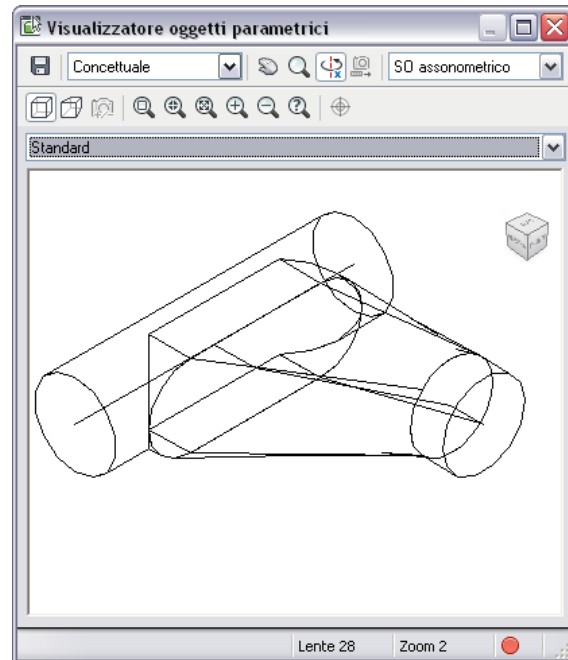 Visualizzatore oggetti parametrici
Concettuale
SO assonometrico
Standard
Lente 28
Zoom 2